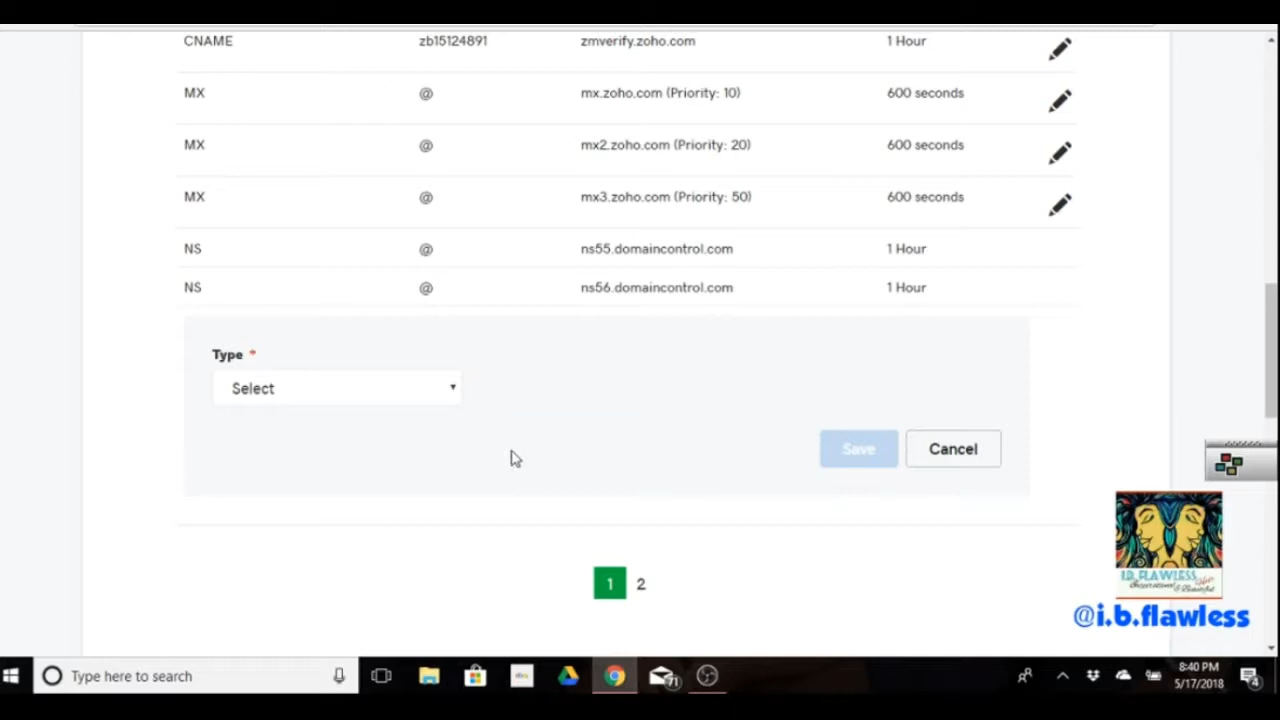 CNAME zb15124891 zmverify.zoho.com 1 Hour
MX @ mx.zoho.com (Priority: 10) 600 seconds
MX @ mx2.zoho.com (Priority: 20) 600 seconds
MX @ mx3.zoho.com (Priority: 50) 600 seconds
NS @ ns55.domaincontrol.com 1 Hour
NS @ ns56.domaincontrol.com 1 Hour
Type *
Select
Save Cancel
1 2
I.B. FLAWLESS
@i.b.flawless
Type here to search
71
8:40 PM
5/17/2018
4